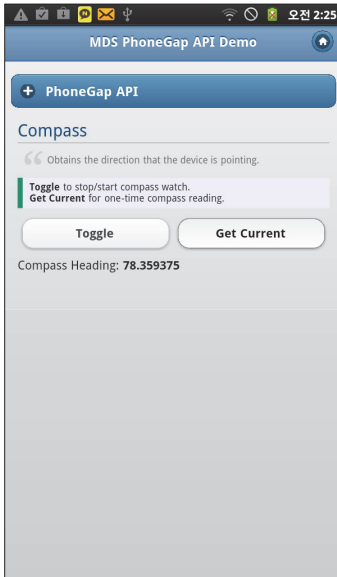 오전 2:25
MDS PhoneGap API Demo
PhoneGap API
Compass
Obtains the direction that the device is pointing.
Toggle to stop/start compass watch.
Get Current for one-time compass reading.
Toggle
Get Current
Compass Heading: 78.359375